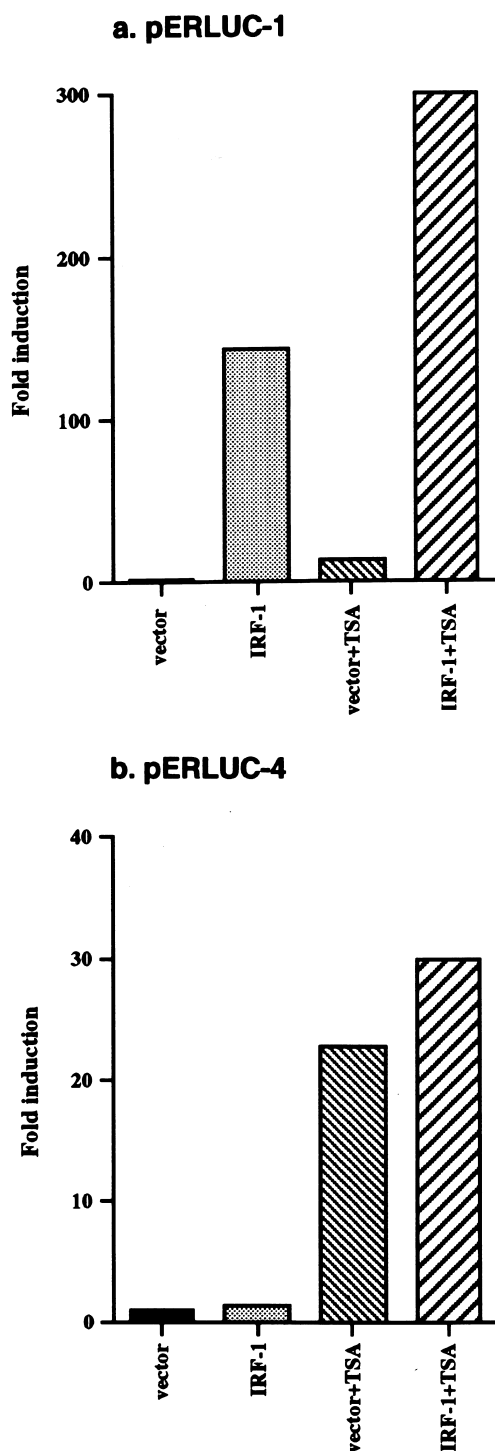 a. pERLUC-1
300
200
100
0
Fold induction
vector
IRF-1
vector+TSA
IRF-1+TSA
b. pERLUC-4
40
30
20
10
0
Fold induction
vector
IRF-1
vector+TSA
IRF-1+TSA